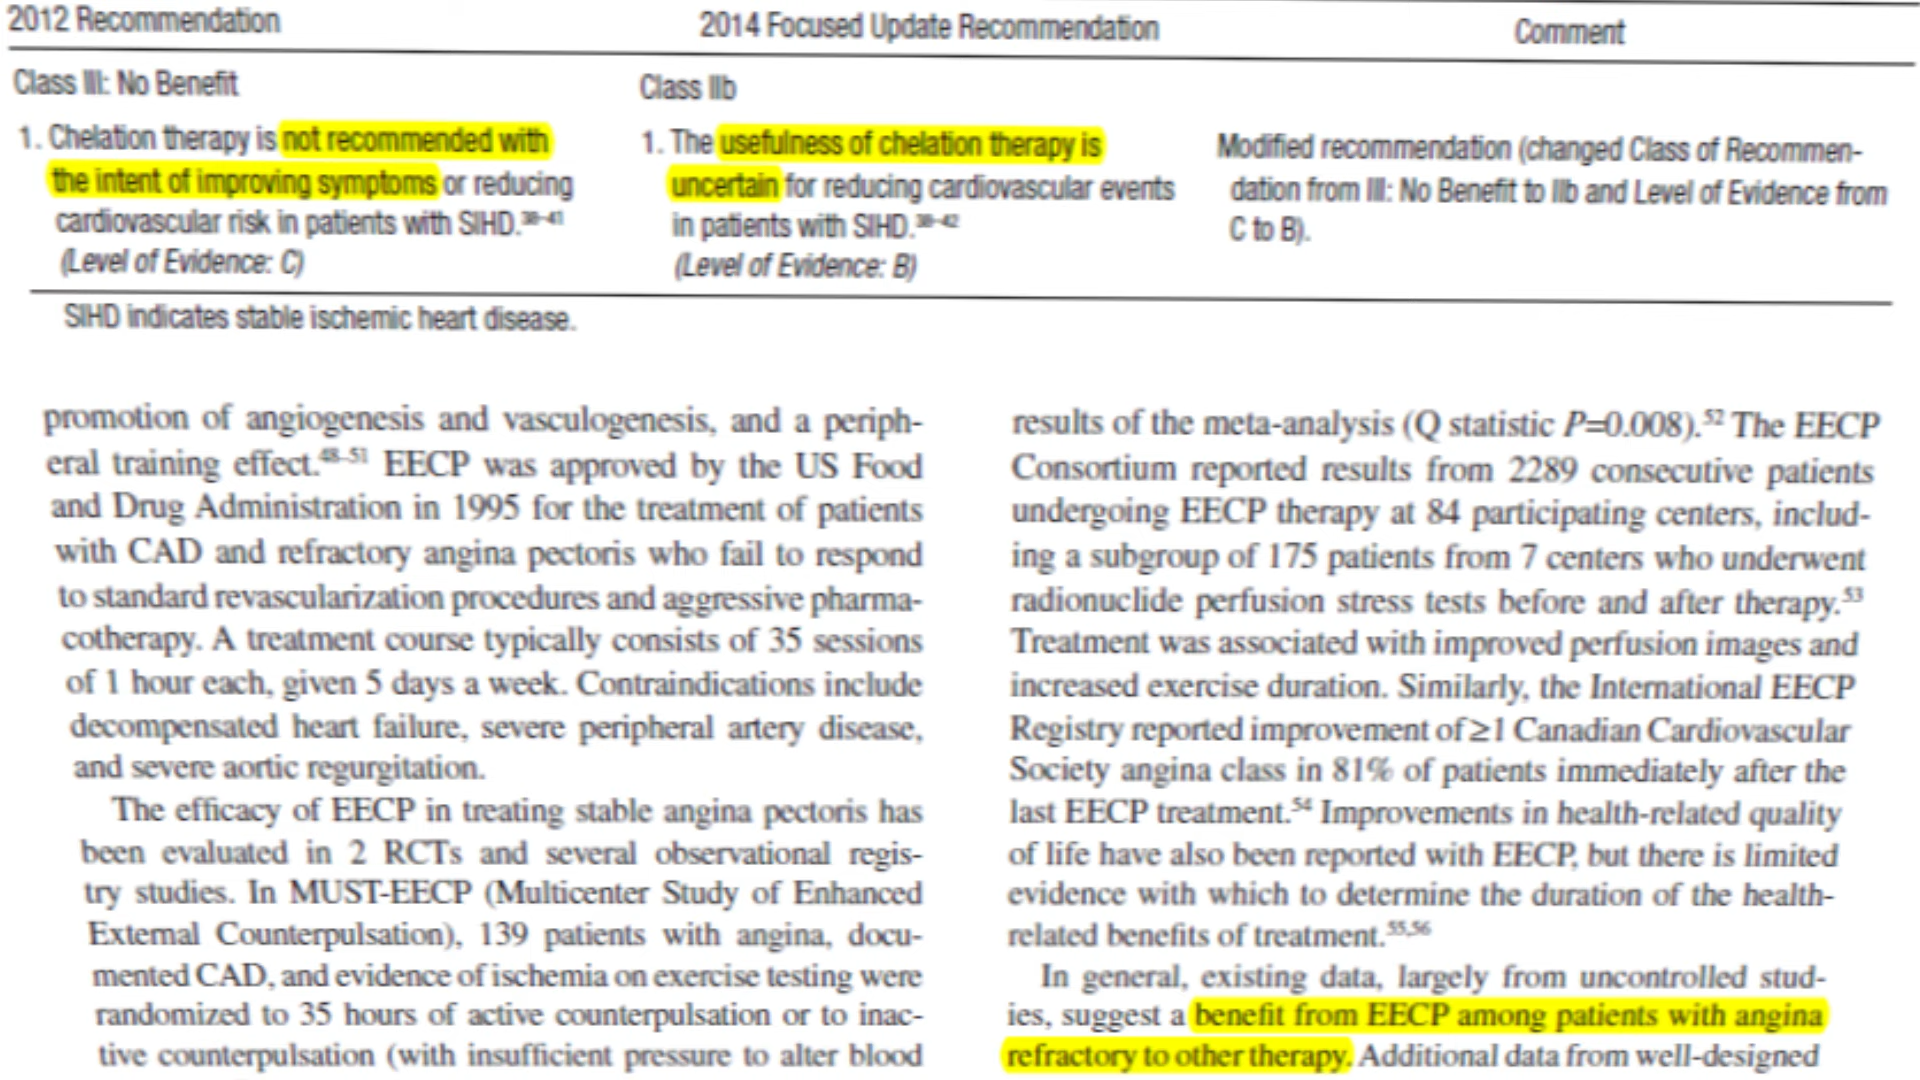 2012 Recommendation
2014 Focused Update Recommendation
Comment
Class III: No Benefit
1. Chelation therapy is not recommended with
the intent of improving symptoms or reducing
cardiovascular risk in patients with SIHD.38–41
(Level of Evidence: C)
Class IIb
1. The usefulness of chelation therapy is
uncertain for reducing cardiovascular events
in patients with SIHD.38–42
(Level of Evidence: B)
Modified recommendation (changed Class of Recommen-
dation from III: No Benefit to IIb and Level of Evidence from
C to B).
SIHD indicates stable ischemic heart disease.
promotion of angiogenesis and vasculogenesis, and a periph-
eral training effect.48–51 EECP was approved by the US Food
and Drug Administration in 1995 for the treatment of patients
with CAD and refractory angina pectoris who fail to respond
to standard revascularization procedures and aggressive pharma-
cotherapy. A treatment course typically consists of 35 sessions
of 1 hour each, given 5 days a week. Contraindications include
decompensated heart failure, severe peripheral artery disease,
and severe aortic regurgitation.
The efficacy of EECP in treating stable angina pectoris has
been evaluated in 2 RCTs and several observational regis-
try studies. In MUST-EECP (Multicenter Study of Enhanced
External Counterpulsation), 139 patients with angina, docu-
mented CAD, and evidence of ischemia on exercise testing were
randomized to 35 hours of active counterpulsation or to inac-
tive counterpulsation (with insufficient pressure to alter blood
results of the meta-analysis (Q statistic P=0.008).52 The EECP
Consortium reported results from 2289 consecutive patients
undergoing EECP therapy at 84 participating centers, includ-
ing a subgroup of 175 patients from 7 centers who underwent
radionuclide perfusion stress tests before and after therapy.53
Treatment was associated with improved perfusion images and
increased exercise duration. Similarly, the International EECP
Registry reported improvement of ≥1 Canadian Cardiovascular
Society angina class in 81% of patients immediately after the
last EECP treatment.54 Improvements in health-related quality
of life have also been reported with EECP, but there is limited
evidence with which to determine the duration of the health-
related benefits of treatment.55,56
In general, existing data, largely from uncontrolled stud-
ies, suggest a benefit from EECP among patients with angina
refractory to other therapy. Additional data from well-designed